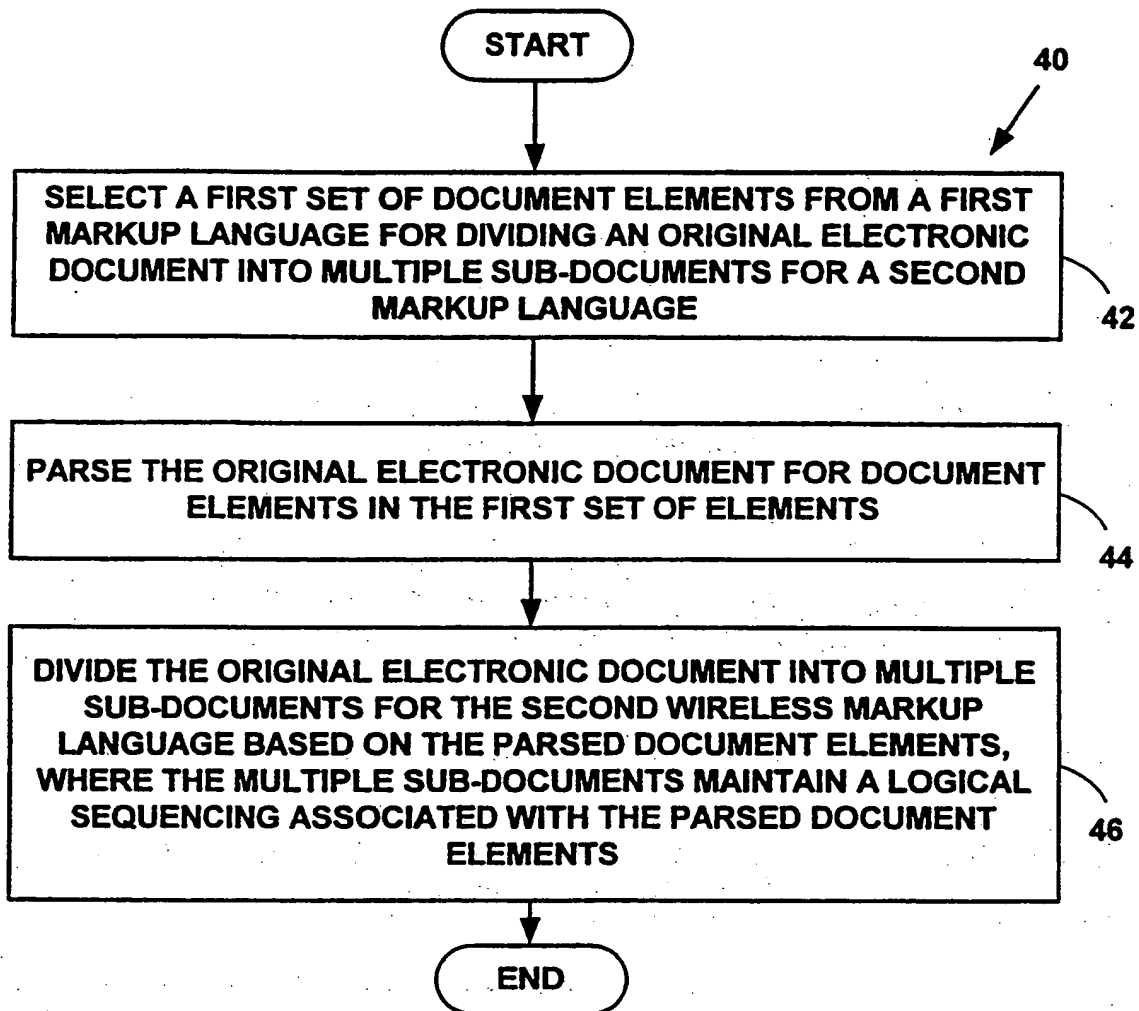 START
40
SELECT A FIRST SET OF DOCUMENT ELEMENTS FROM A FIRST
MARKUP LANGUAGE FOR DIVIDING AN ORIGINAL ELECTRONIC
DOCUMENT INTO MULTIPLE SUB-DOCUMENTS FOR A SECOND
MARKUP LANGUAGE
42
PARSE THE ORIGINAL ELECTRONIC DOCUMENT FOR DOCUMENT
ELEMENTS IN THE FIRST SET OF ELEMENTS
44
DIVIDE THE ORIGINAL ELECTRONIC DOCUMENT INTO MULTIPLE
SUB-DOCUMENTS FOR THE SECOND WIRELESS MARKUP
LANGUAGE BASED ON THE PARSED DOCUMENT ELEMENTS,
WHERE THE MULTIPLE SUB-DOCUMENTS MAINTAIN A LOGICAL
SEQUENCING ASSOCIATED WITH THE PARSED DOCUMENT
ELEMENTS
46
END